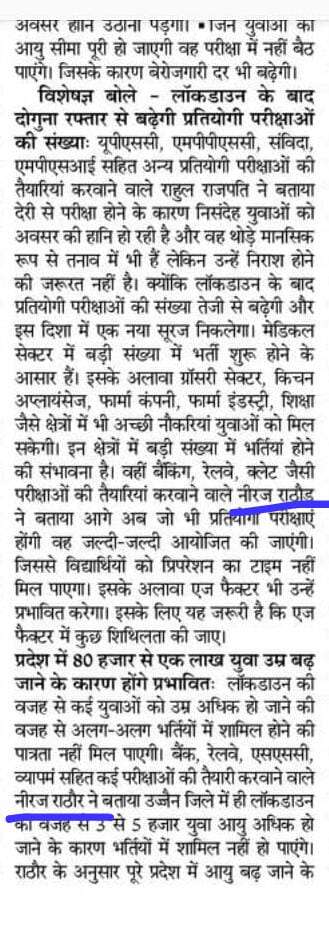 अवसर हानि उठाना पड़ेगी। • जिन युवाओं की
आयु सीमा पूरी हो जाएगी वह परीक्षा में नहीं बैठ
पाएंगे। जिसके कारण बेरोजगारी दर भी बढ़ेगी।
विशेषज्ञ बोले - लॉकडाउन के बाद
दोगुना रफ्तार से बढ़ेगी प्रतियोगी परीक्षाओं
की संख्याः यूपीएससी, एमपीपीएससी, संविदा,
एमपीएसआई सहित अन्य प्रतियोगी परीक्षाओं की
तैयारियां करवाने वाले राहुल राजपति ने बताया
देरी से परीक्षा होने के कारण निसंदेह युवाओं को
अवसर की हानि हो रही है और वह थोड़े मानसिक
रूप से तनाव में भी हैं लेकिन उन्हें निराश होने
की जरूरत नहीं है। क्योंकि लॉकडाउन के बाद
प्रतियोगी परीक्षाओं की संख्या तेजी से बढ़ेगी और
इस दिशा में एक नया सूरज निकलेगा। मेडिकल
सेक्टर में बड़ी संख्या में भर्ती शुरू होने के
आसार हैं। इसके अलावा ग्रॉसरी सेक्टर, किचन
अप्लायंसेज, फार्मा कंपनी, फार्मा इंडस्ट्री, शिक्षा
जैसे क्षेत्रों में भी अच्छी नौकरियां युवाओं को मिल
सकेगी। इन क्षेत्रों में बड़ी संख्या में भर्तियां होने
की संभावना है। वहीं बैंकिंग, रेलवे, क्लेट जैसी
परीक्षाओं की तैयारियां करवाने वाले नीरज राठौड़
ने बताया आगे अब जो भी प्रतियोगी परीक्षाएं
होंगी वह जल्दी-जल्दी आयोजित की जाएंगी।
जिससे विद्यार्थियों को प्रिपरेशन का टाइम नहीं
मिल पाएगा। इसके अलावा एज फैक्टर भी उन्हें
प्रभावित करेगा। इसके लिए यह जरूरी है कि एज
फैक्टर में कुछ शिथिलता की जाए।
प्रदेश में 80 हजार से एक लाख युवा उम्र बढ़
जाने के कारण होंगे प्रभावितः लॉकडाउन की
वजह से कई युवाओं को उम्र अधिक हो जाने की
वजह से अलग-अलग भर्तियों में शामिल होने की
पात्रता नहीं मिल पाएगी। बैंक, रेलवे, एसएससी,
व्यापमं सहित कई परीक्षाओं की तैयारी करवाने वाले
नीरज राठौर ने बताया उज्जैन जिले में ही लॉकडाउन
की वजह से 3 से 5 हजार युवा आयु अधिक हो
जाने के कारण भर्तियों में शामिल नहीं हो पाएंगे।
राठौर के अनुसार पूरे प्रदेश में आयु बढ़ जाने के